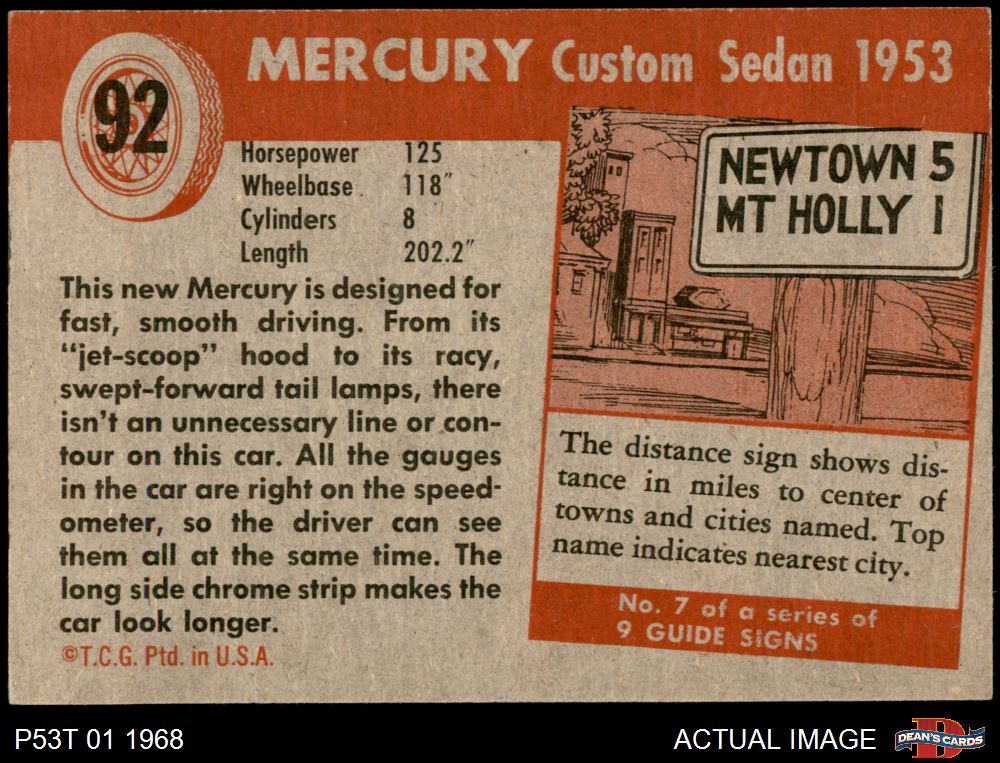 92
MERCURY Custom Sedan 1953
Horsepower 125
Wheelbase 118″
Cylinders 8
Length 202.2″
This new Mercury is designed for
fast, smooth driving. From its
“jet-scoop” hood to its racy,
swept-forward tail lamps, there
isn't an unnecessary line or con-
tour on this car. All the gauges
in the car are right on the speed-
ometer, so the driver can see
them all at the same time. The
long side chrome strip makes the
car look longer.
©T.C.G. Ptd. in U.S.A.
NEWTOWN 5
MT HOLLY 1
The distance sign shows dis-
tance in miles to center of
towns and cities named. Top
name indicates nearest city.
No. 7 of a series of
9 GUIDE SIGNS
P53T 01 1968
ACTUAL IMAGE
DEAN'S CARDS